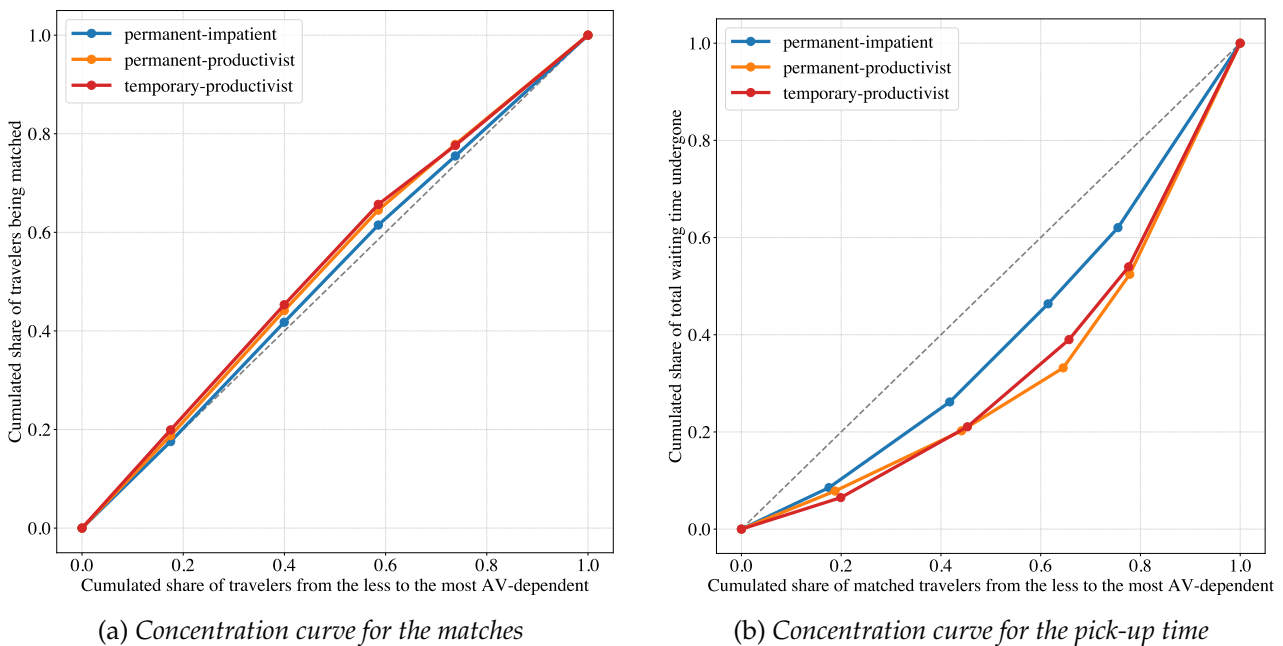 permanent-impatient
permanent-productivist
temporary-productivist
1.0
0.8
0.6
0.4
0.2
0.0
Cumulated share of travelers being matched
0.0 0.2 0.4 0.6 0.8 1.0
Cumulated share of travelers from the less to the most AV-dependent
(a) Concentration curve for the matches
permanent-impatient
permanent-productivist
temporary-productivist
1.0
0.8
0.6
0.4
0.2
0.0
Cumulated share of total waiting time undergone
0.0 0.2 0.4 0.6 0.8 1.0
Cumulated share of matched travelers from the less to the most AV-dependent
(b) Concentration curve for the pick-up time